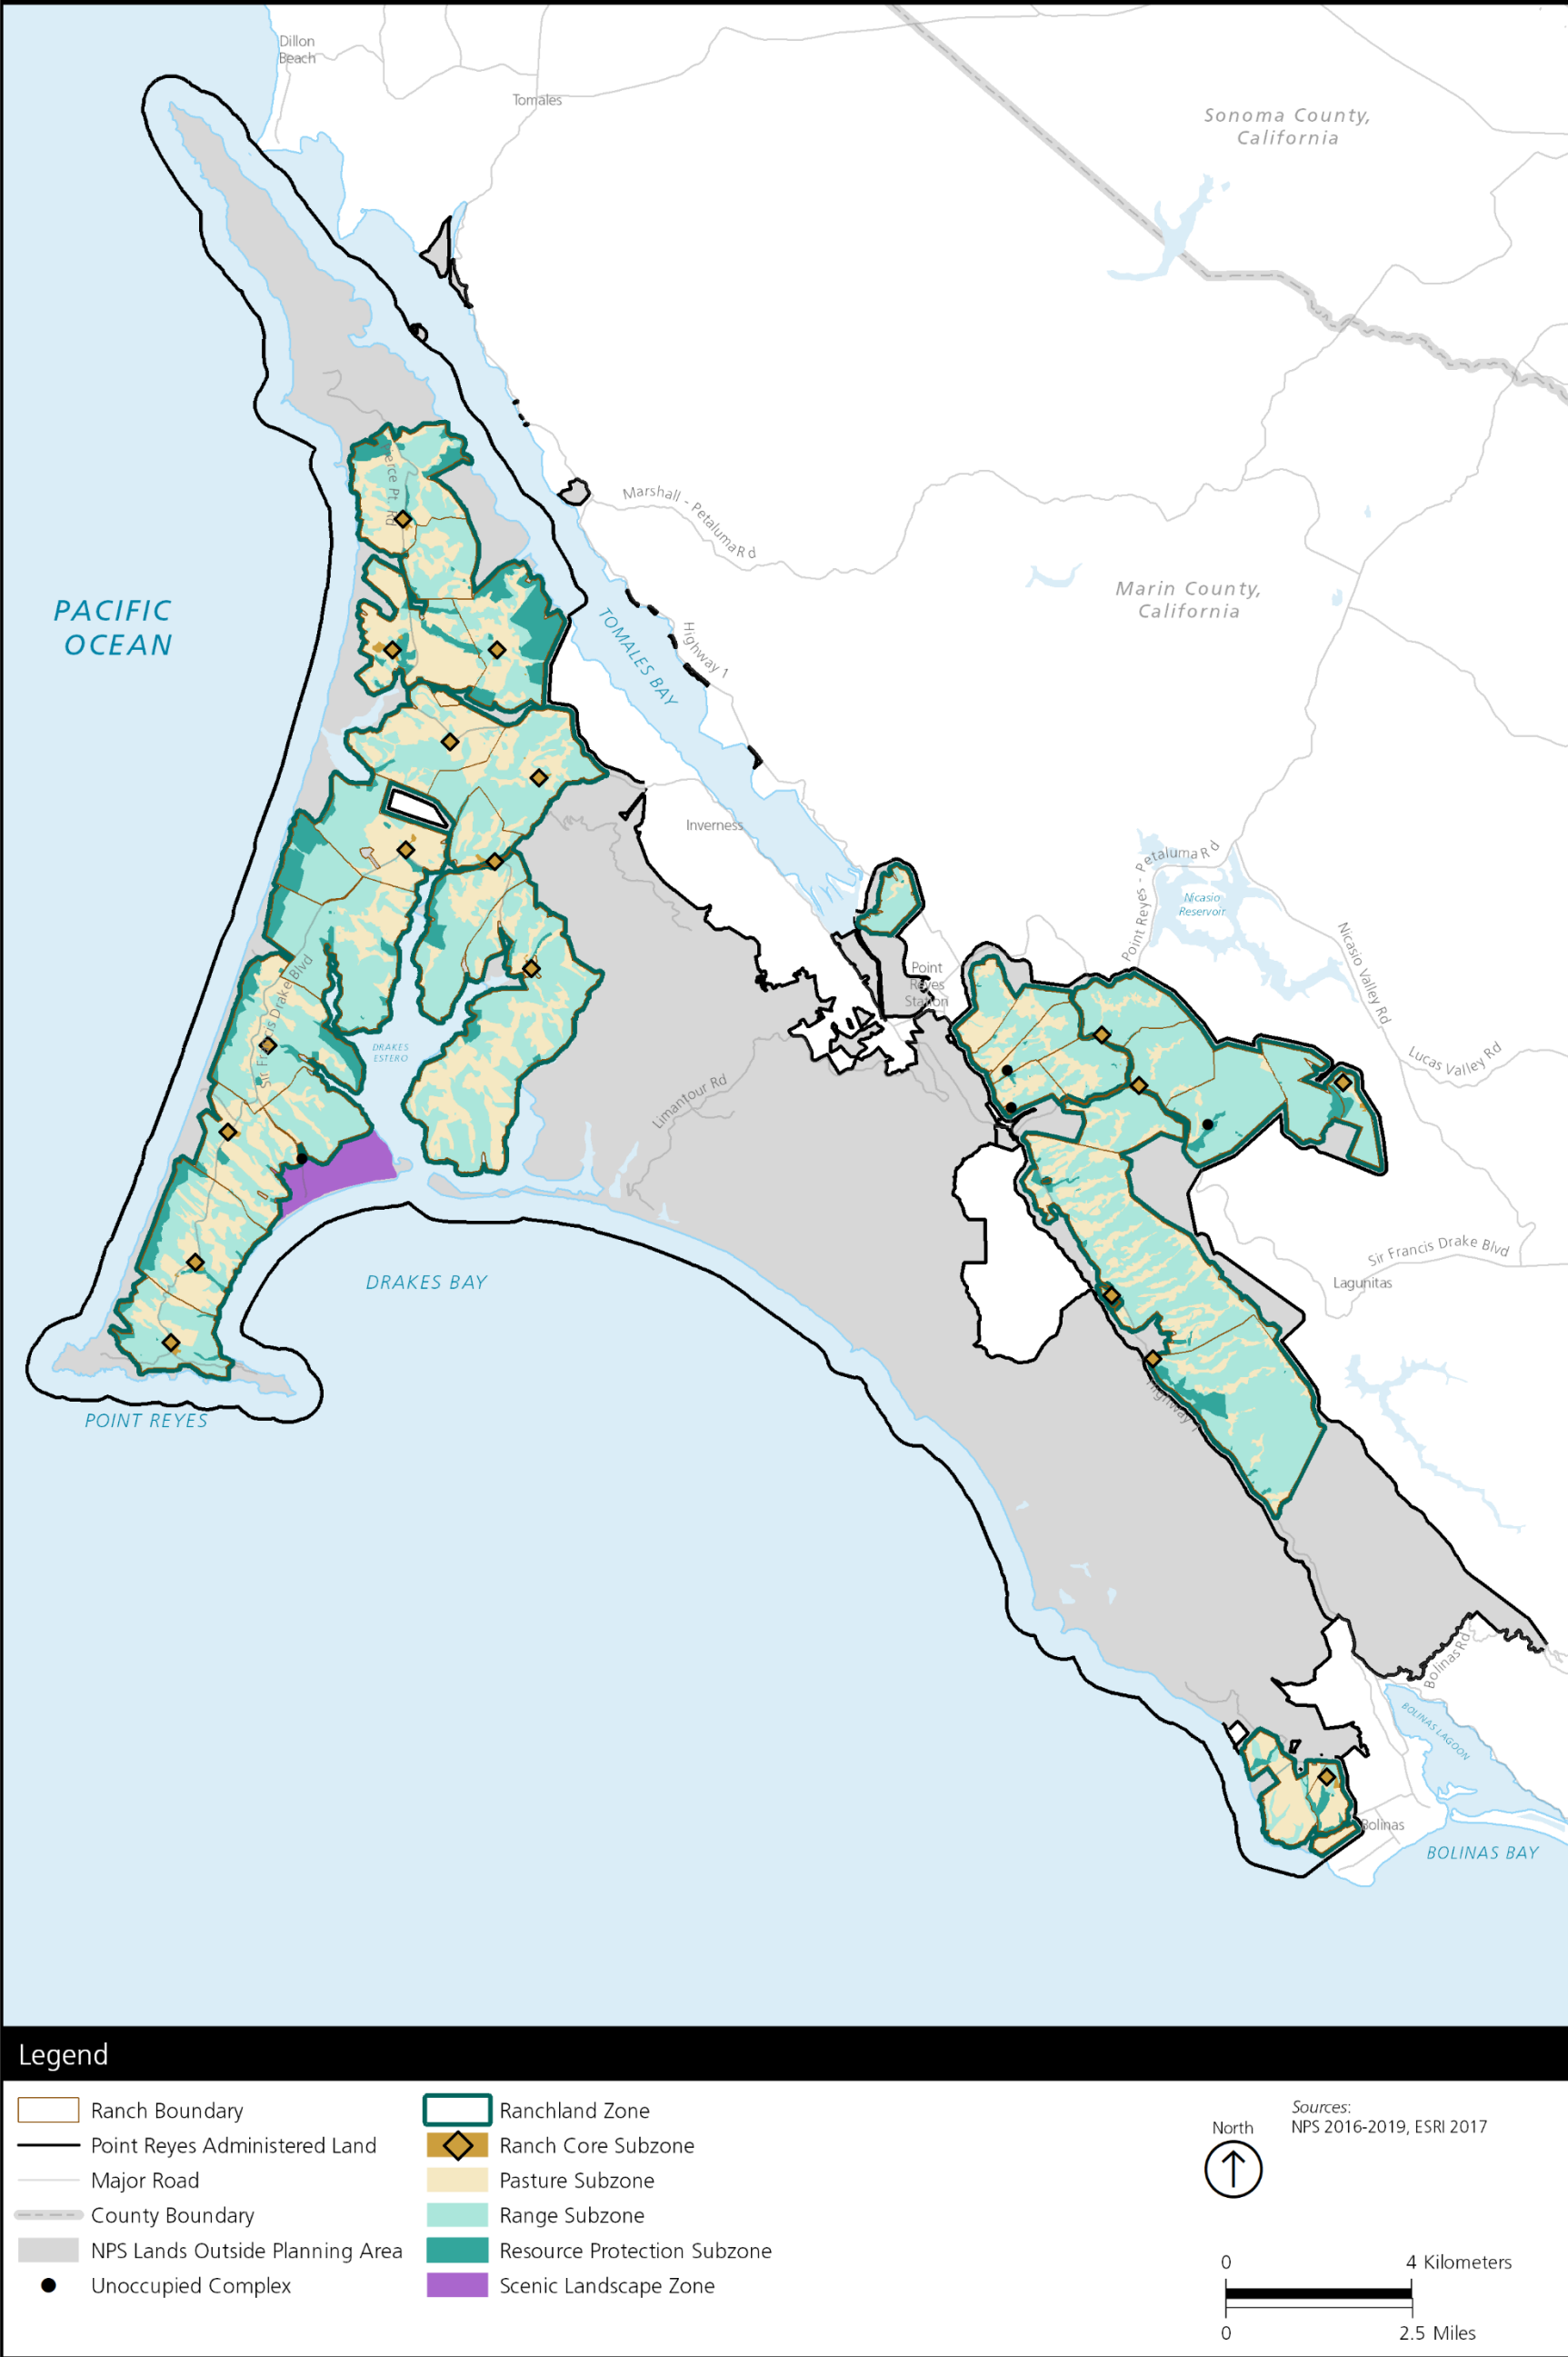 Dillon
Beach
Tomales
Sonoma County,
California
Marshall - Petaluma Rd
Marin County,
California
PACIFIC
OCEAN
TOMALES BAY
Highway 1
Inverness
Point Reyes - Petaluma Rd
Nicasio
Reservoir
Nicasio Valley Rd
Point
Reyes
Station
Lucas Valley Rd
Sir Francis Drake Blvd
DRAKES
ESTERO
Limantour Rd
Sir Francis Drake Blvd
Lagunitas
DRAKES BAY
POINT REYES
Highway 1
Bolinas Rd
BOLINAS LAGOON
Bolinas
BOLINAS BAY
Legend
Ranch Boundary
Point Reyes Administered Land
Major Road
County Boundary
NPS Lands Outside Planning Area
Unoccupied Complex
Ranchland Zone
Ranch Core Subzone
Pasture Subzone
Range Subzone
Resource Protection Subzone
Scenic Landscape Zone
North
Sources:
NPS 2016-2019, ESRI 2017
0 4 Kilometers
0 2.5 Miles